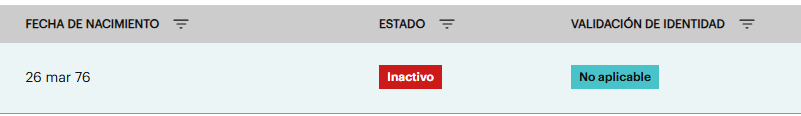 FECHA DE NACIMIENTO ESTADO VALIDACIÓN DE IDENTIDAD
26 mar 76 Inactivo No aplicable